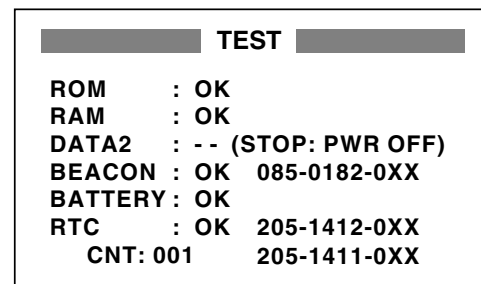 TEST
ROM : OK
RAM : OK
DATA2 : - - (STOP: PWR OFF)
BEACON : OK 085-0182-0XX
BATTERY : OK
RTC : OK 205-1412-0XX
CNT: 001 205-1411-0XX